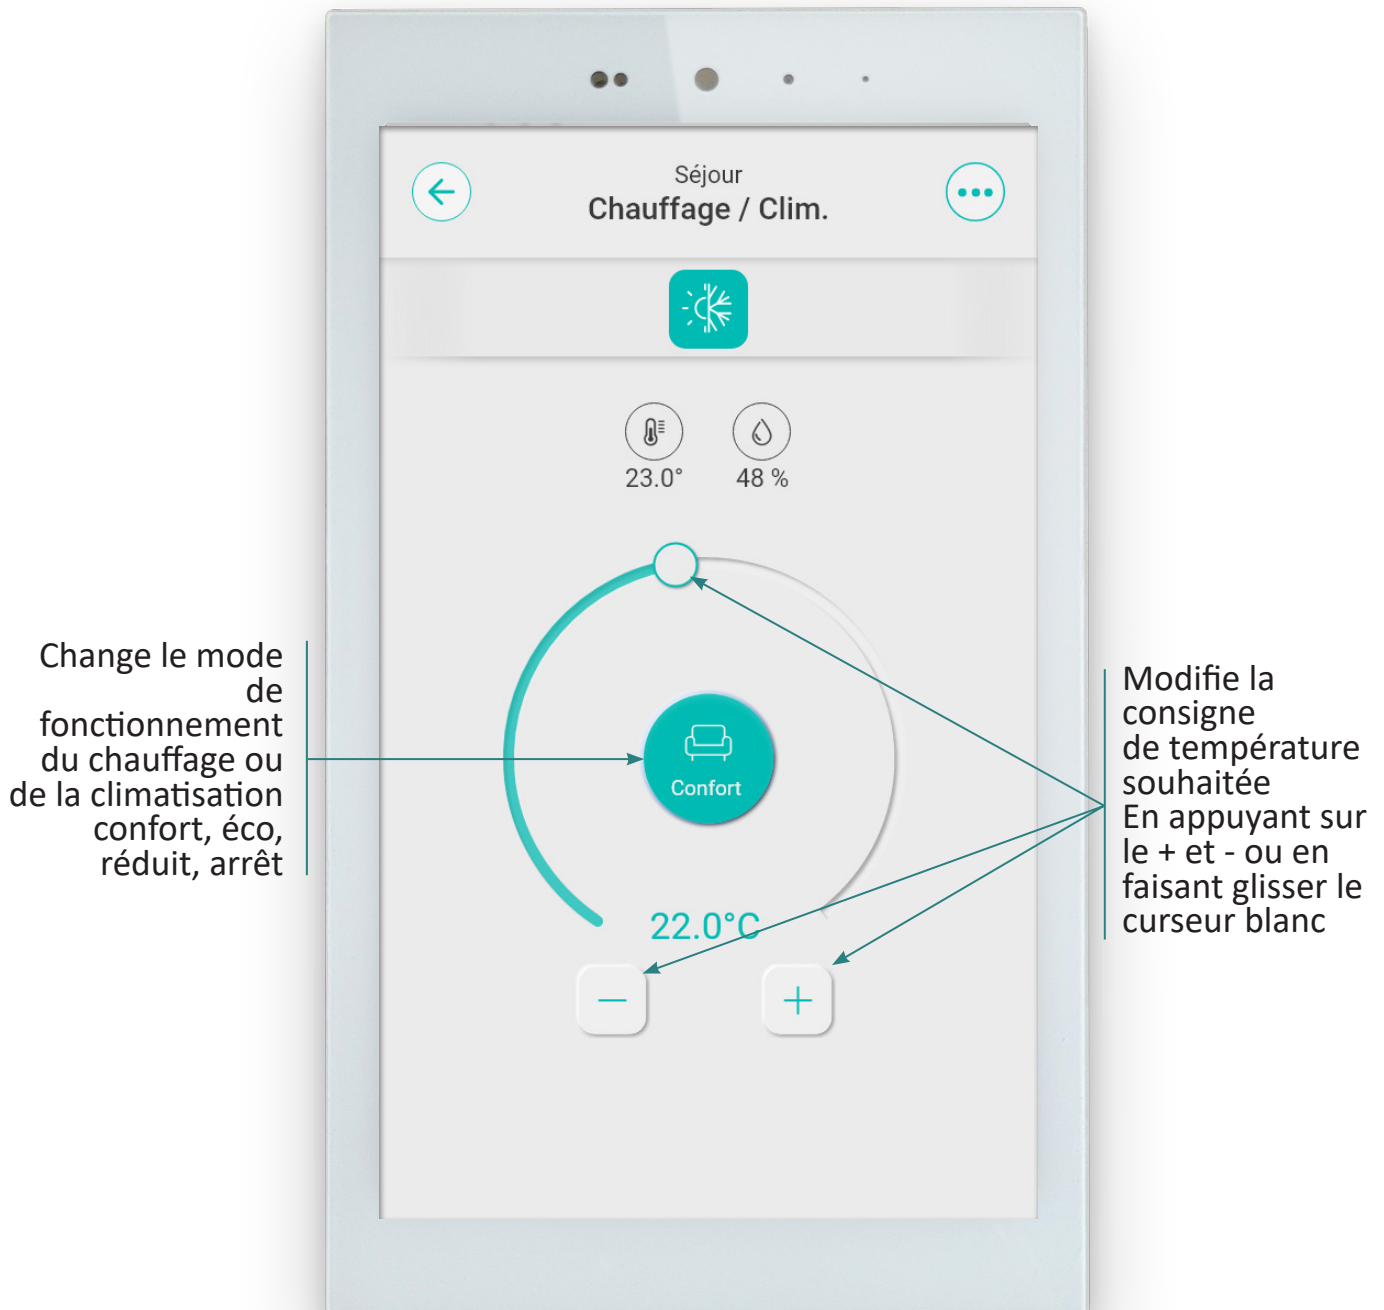 Séjour
Chauffage / Clim.
23.0°
48 %
Change le mode
de
fonctionnement
du chauffage ou
de la climatisation
confort, éco,
réduit, arrêt
Confort
Modifie la
consigne
de température
souhaitée
En appuyant sur
le + et - ou en
faisant glisser le
curseur blanc
22.0°C